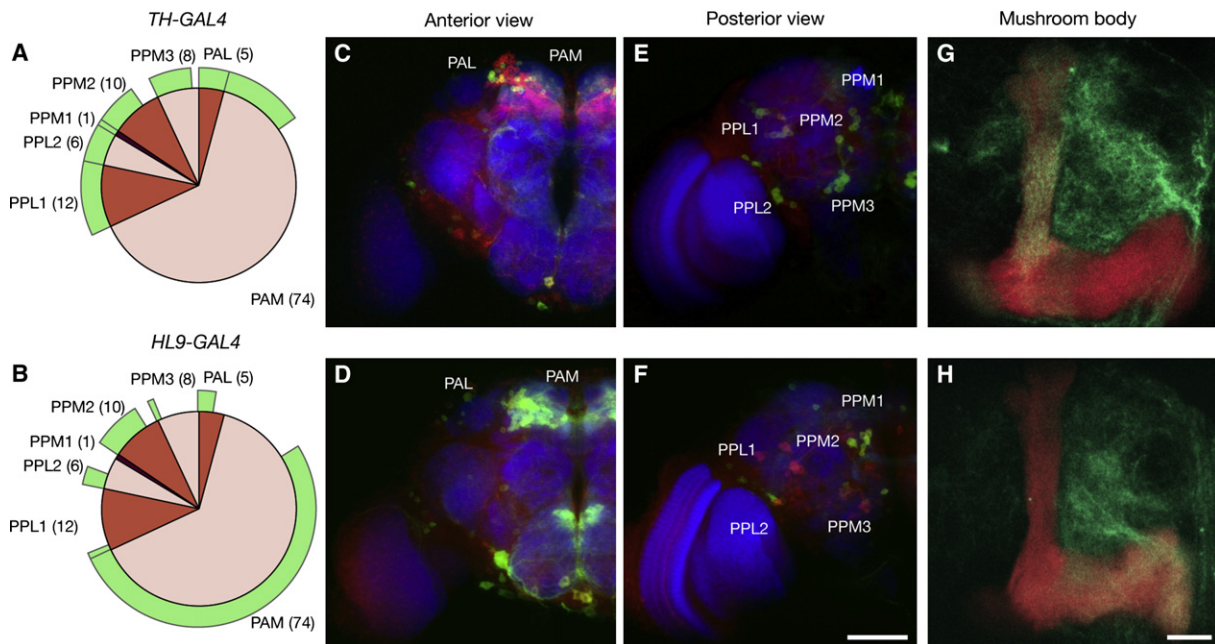 TH-GAL4
Anterior view
Posterior view
Mushroom body
A
PPM3 (8)
PAL (5)
PPM2 (10)
PPM1 (1)
PPL2 (6)
PPL1 (12)
PAM (74)
C
PAL
PAM
E
PPM1
PPL1
PPM2
PPL2
PPM3
G
HL9-GAL4
B
PPM3 (8)
PAL (5)
PPM2 (10)
PPM1 (1)
PPL2 (6)
PPL1 (12)
PAM (74)
D
PAL
PAM
F
PPM1
PPL1
PPM2
PPL2
PPM3
H